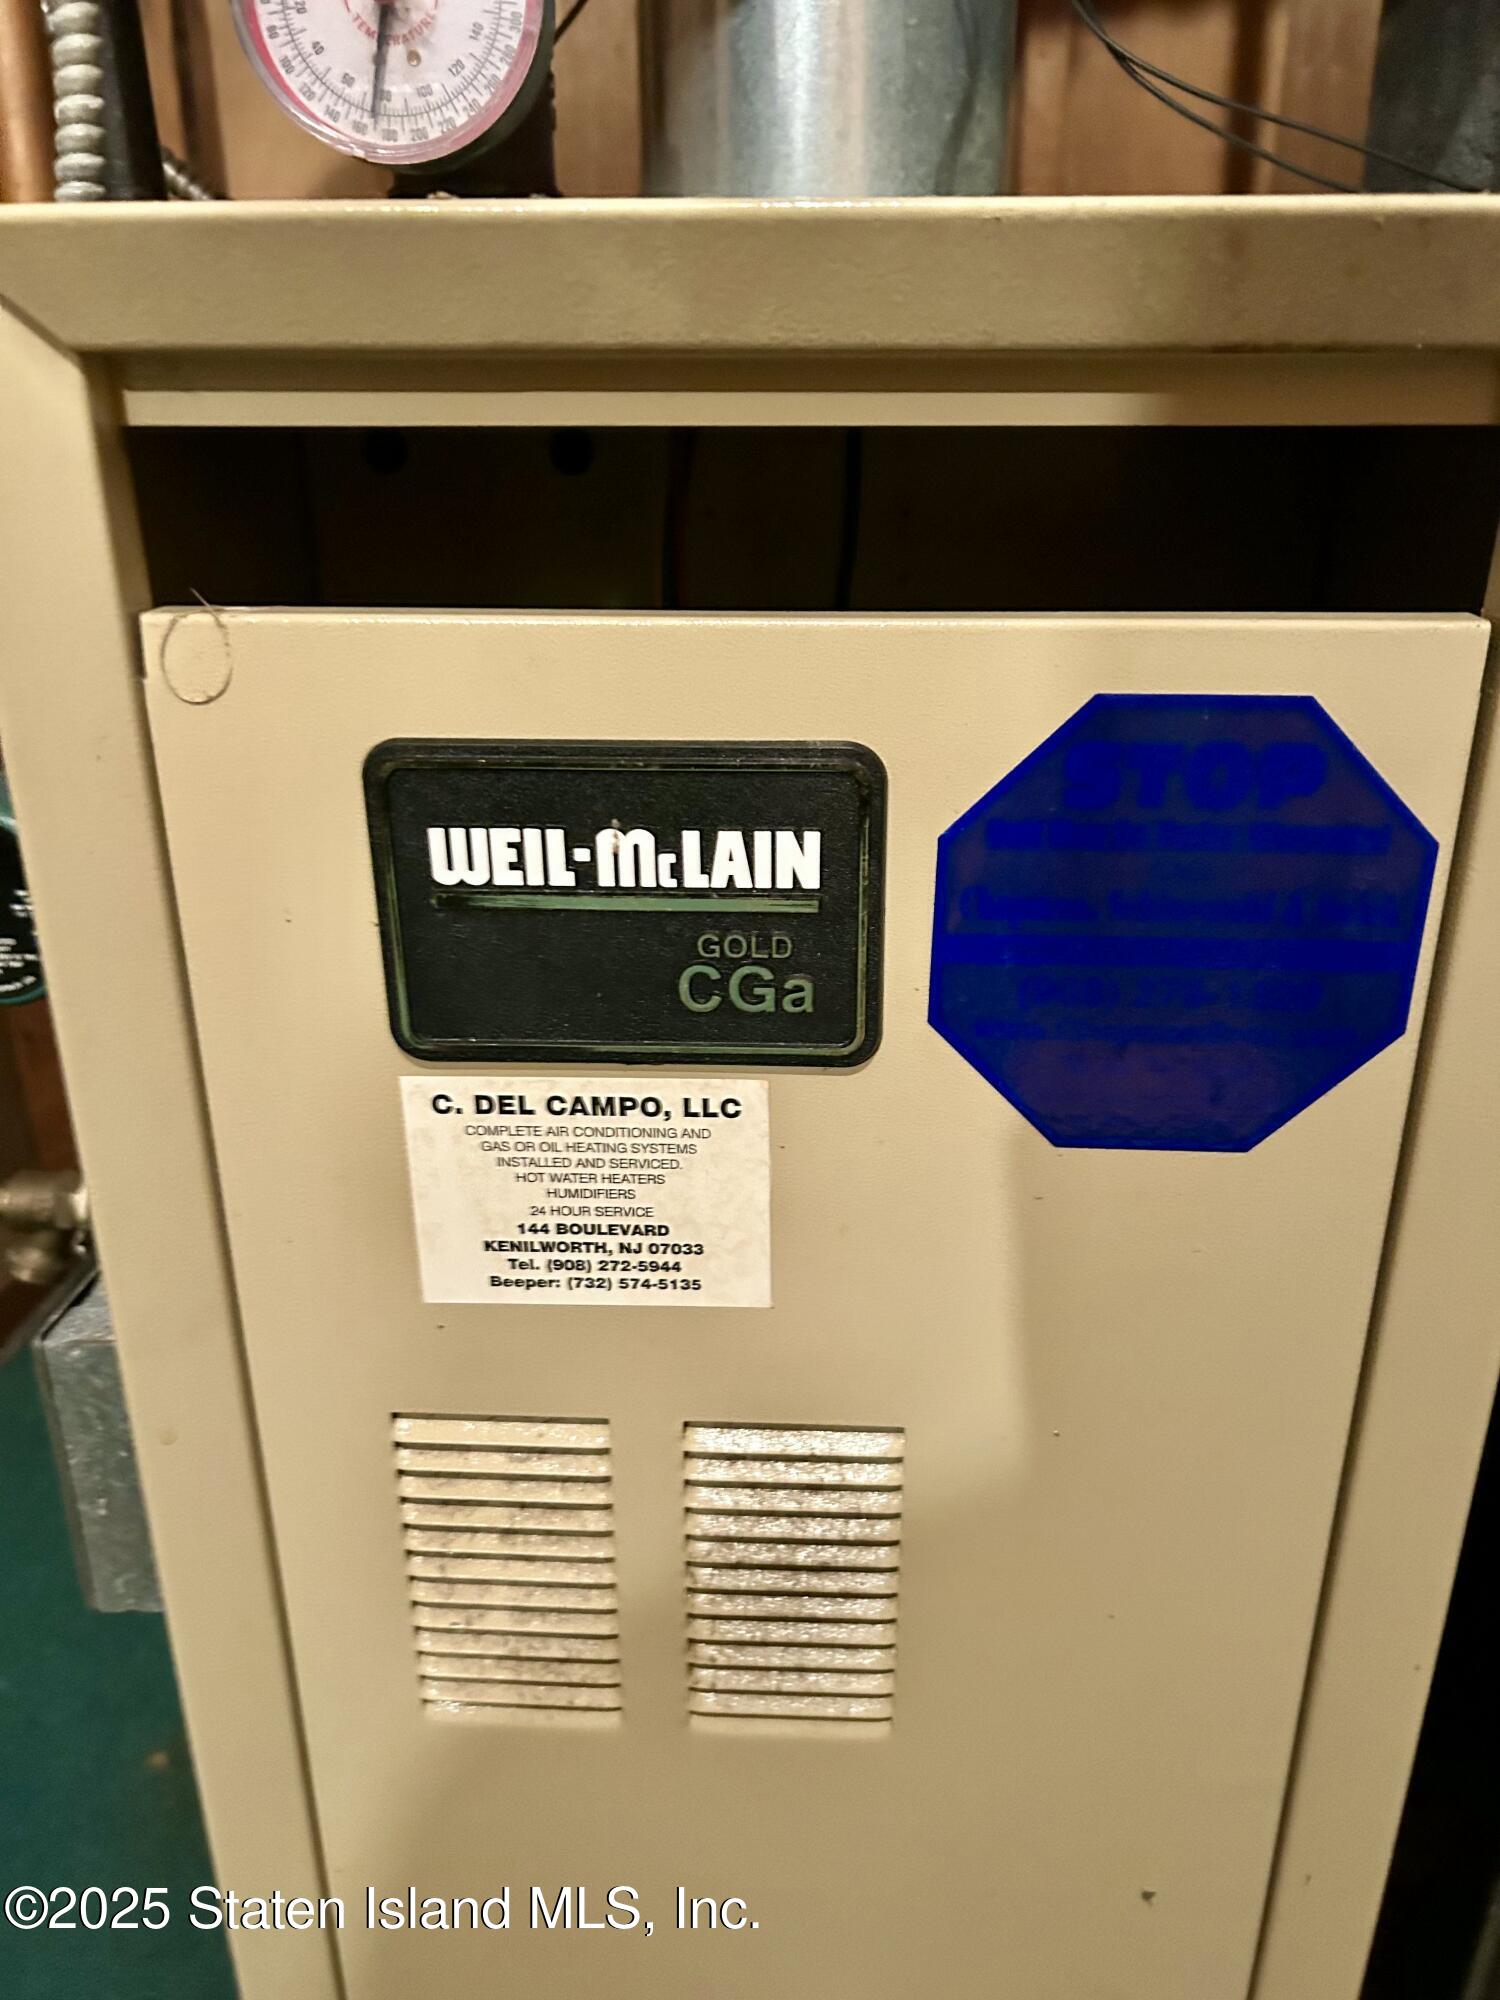 TEMPERATURE
WEIL-McLAIN
GOLD
CGa
STOP
C. DEL CAMPO, LLC
COMPLETE AIR CONDITIONING AND
GAS OR OIL HEATING SYSTEMS
INSTALLED AND SERVICED.
HOT WATER HEATERS
HUMIDIFIERS
24 HOUR SERVICE
144 BOULEVARD
KENILWORTH, NJ 07033
Tel. (908) 272-5944
Beeper: (732) 574-5135
©2025 Staten Island MLS, Inc.